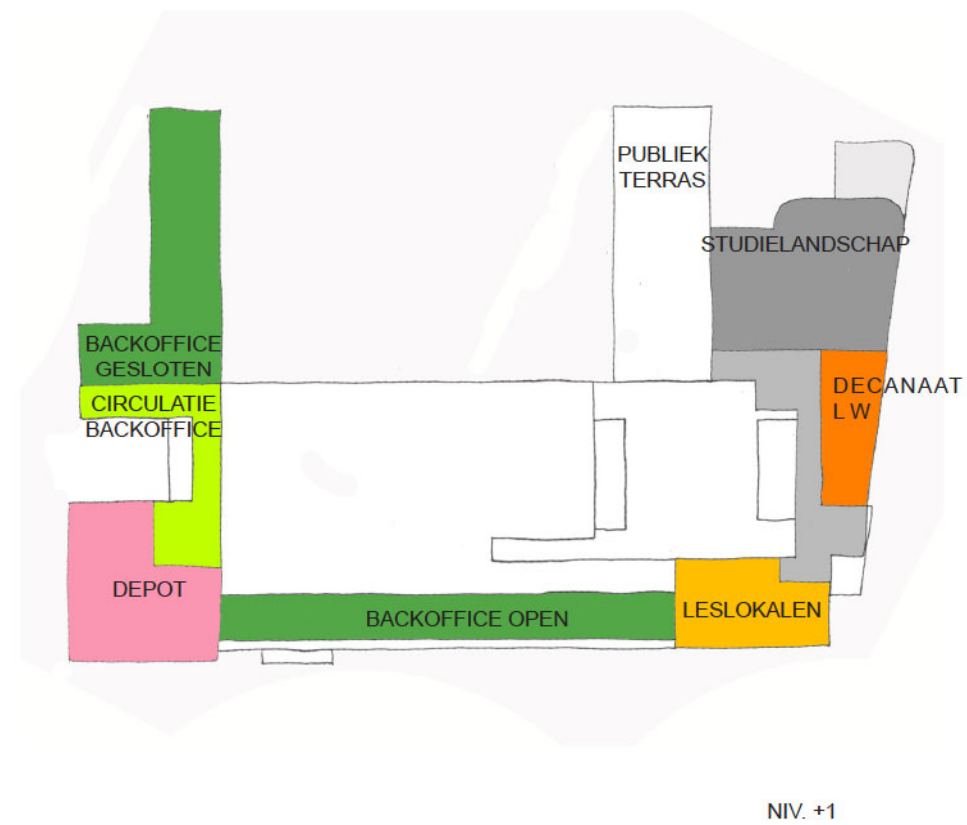 PUBLIEK
TERRAS
STUDIELANDSCHAP
BACKOFFICE
GESLOTEN
CIRCULATIE
BACKOFFICE
DECANAAT
L W
DEPOT
BACKOFFICE OPEN
LESLOKALEN
NIV. +1